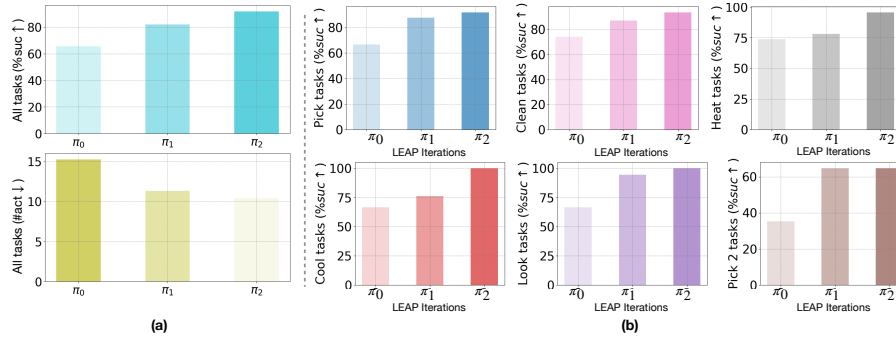 All tasks (%suc ↑)
80
60
40
20
0
π0
π1
π2
All tasks (#act ↓)
15
10
5
0
π0
π1
π2
(a)
Pick tasks (%suc ↑)
80
60
40
20
0
π0
π1
π2
LEAP Iterations
Clean tasks (%suc ↑)
80
60
40
20
0
π0
π1
π2
LEAP Iterations
Heat tasks (%suc ↑)
100
75
50
25
0
π0
π1
π2
LEAP Iterations
Cool tasks (%suc ↑)
100
75
50
25
0
π0
π1
π2
LEAP Iterations
Look tasks (%suc ↑)
100
75
50
25
0
π0
π1
π2
LEAP Iterations
Pick 2 tasks (%suc ↑)
60
40
20
0
π0
π1
π2
LEAP Iterations
(b)